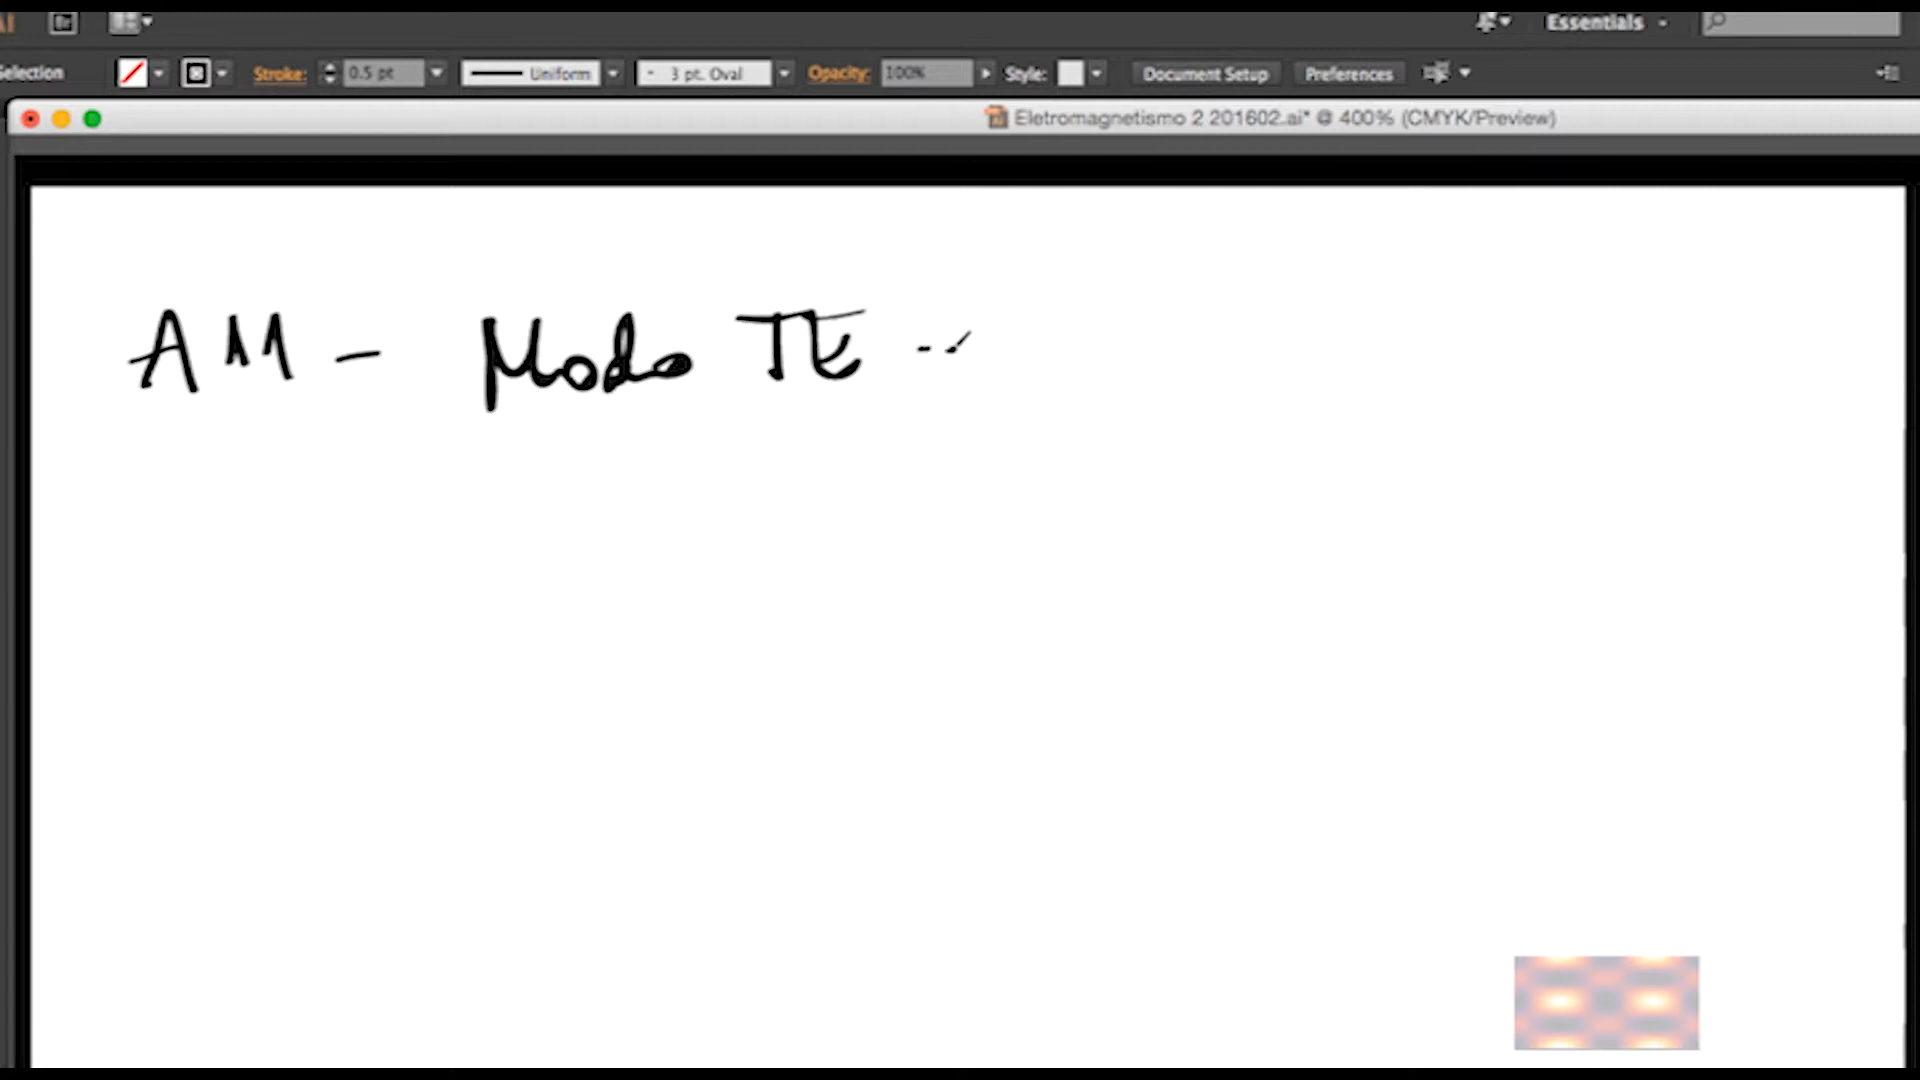 Essentials
Selection Stroke: 0.5 pt Uniform 3 pt. Oval Opacity: 100% Style: Document Setup Preferences
Eletromagnetismo 2 201602.ai* @ 400% (CMYK/Preview)
- Modo TE -